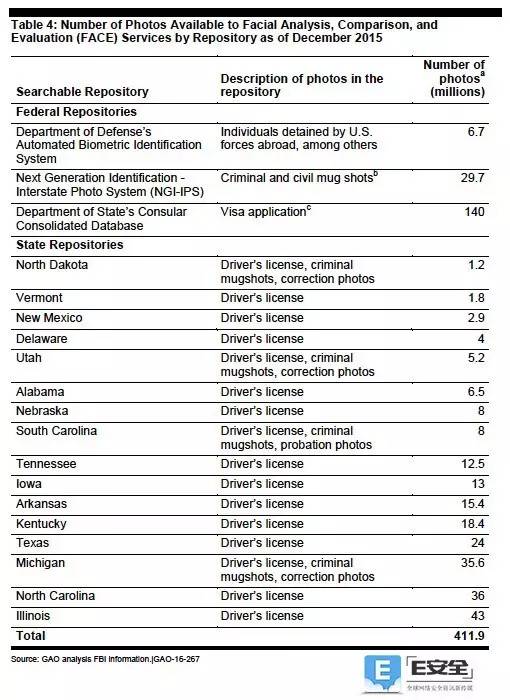 Table 4: Number of Photos Available to Facial Analysis, Comparison, and
Evaluation (FACE) Services by Repository as of December 2015
Searchable Repository Description of photos in the repository Number of photosa (millions)
Federal Repositories
Department of Defense's Individuals detained by U.S. 6.7
Automated Biometric Identification forces abroad, among others
System
Next Generation Identification - Criminal and civil mug shotsb 29.7
Interstate Photo System (NGI-IPS)
Department of State's Consular Visa applicationc 140
Consolidated Database
State Repositories
North Dakota Driver's license, criminal 1.2
mugshots, correction photos
Vermont Driver's license 1.8
New Mexico Driver's license 2.9
Delaware Driver's license 4
Utah Driver's license, criminal 5.2
mugshots, correction photos
Alabama Driver's license 6.5
Nebraska Driver's license 8
South Carolina Driver's license, criminal 8
mugshots, probation photos
Tennessee Driver's license 12.5
Iowa Driver's license 13
Arkansas Driver's license 15.4
Kentucky Driver's license 18.4
Texas Driver's license 24
Michigan Driver's license, criminal 35.6
mugshots, correction photos
North Carolina Driver's license 36
Illinois Driver's license 43
Total 411.9
Source: GAO analysis FBI information.|GAO-16-267
E
E安全
全球网络安全资讯新传媒